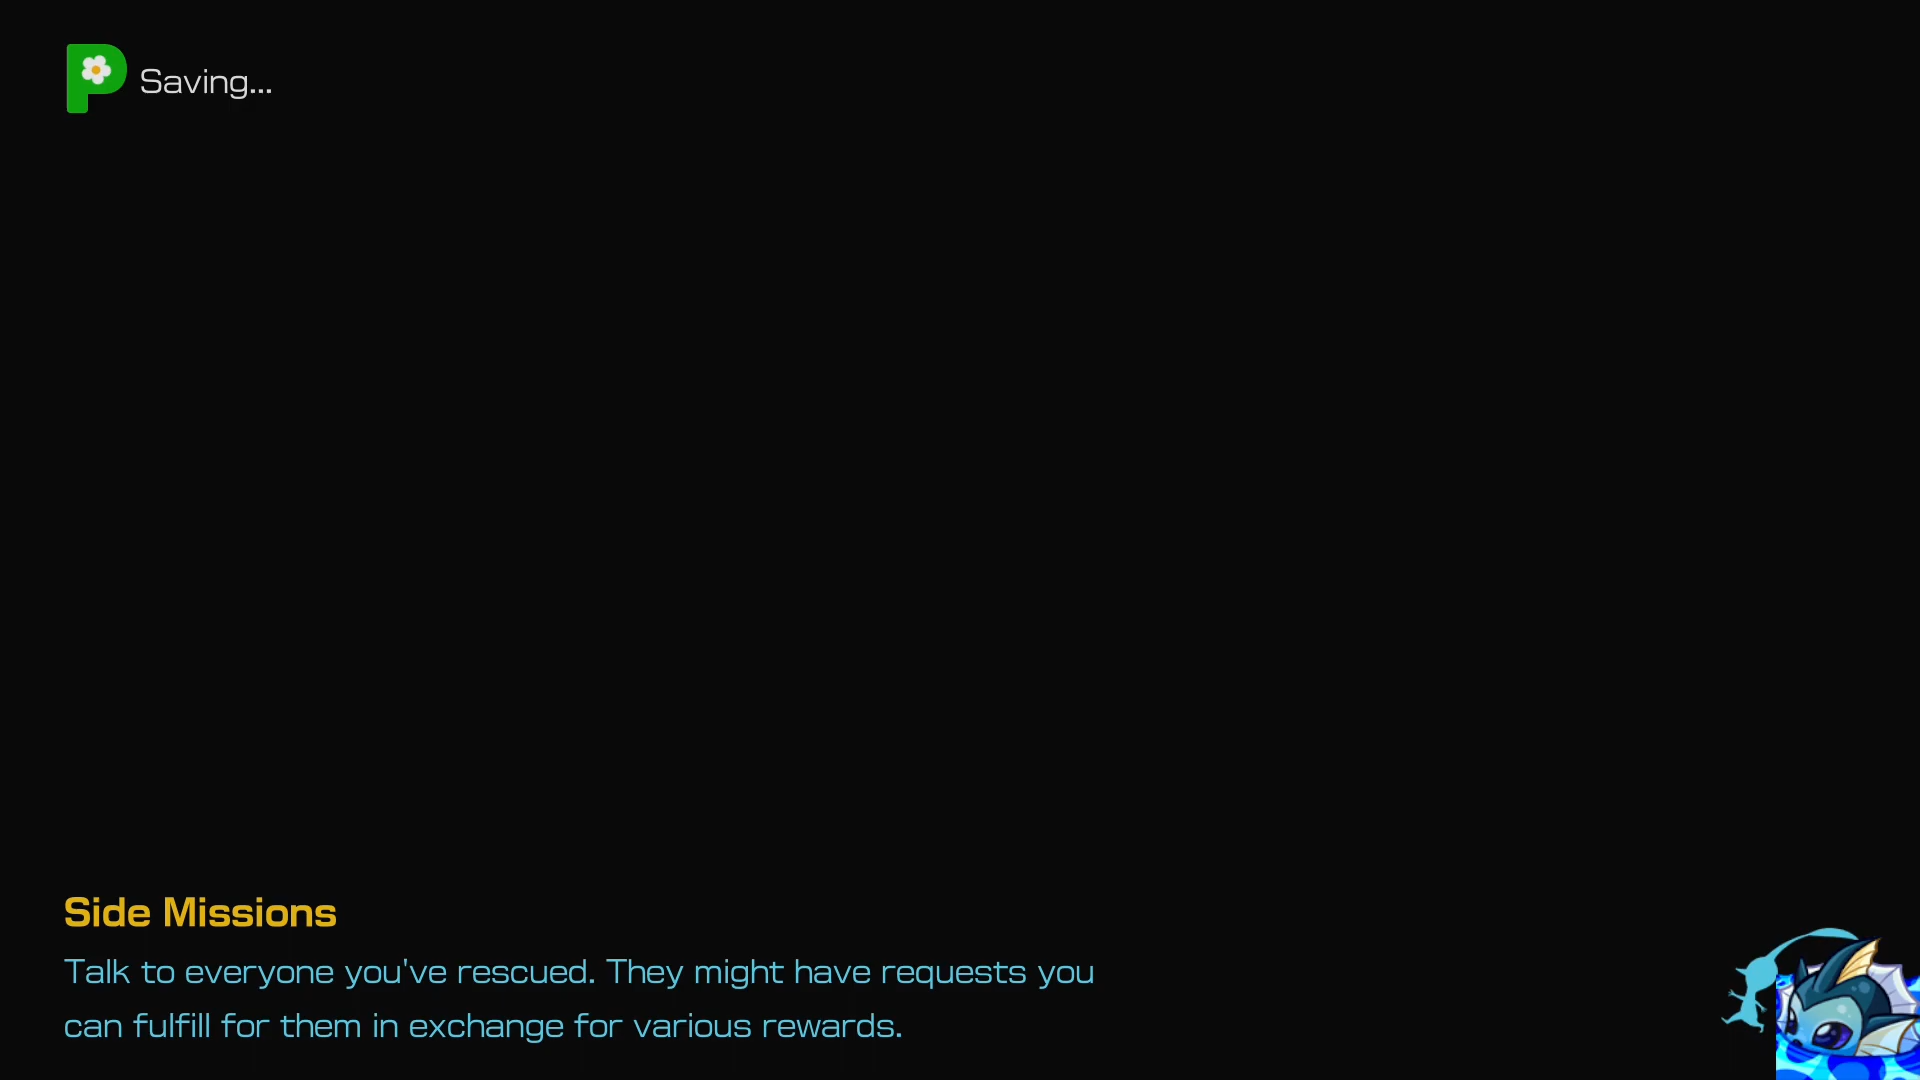 Saving...
Side Missions
Talk to everyone you've rescued. They might have requests you
can fulfill for them in exchange for various rewards.